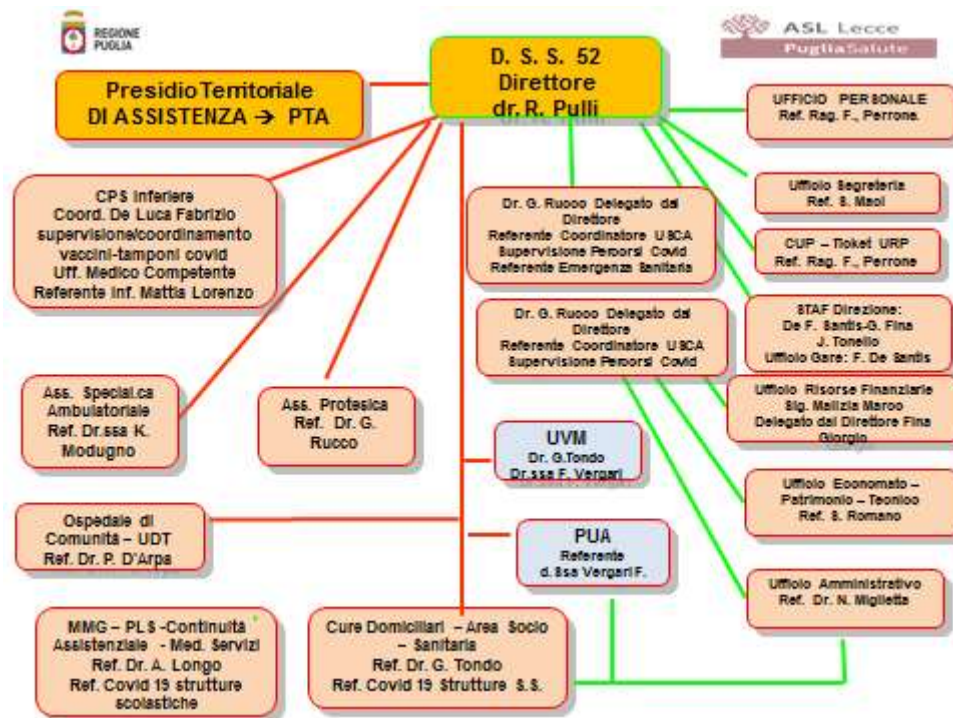 REGIONE
PUGLIA
ASL Lecce
PugliaSalute
D. S. S. 52
Direttore
dr. R. Pulli
Presidio Territoriale
DI ASSISTENZA → PTA
UFFICIO PERSONALE
Ref. Rag. F., Perrone.
CPS Inferiere
Coord. De Luca Fabrizio
supervisione/coordinamento
vaccini-tamponi covid
Uff. Medico Competente
Referente inf. Mattia Lorenzo
Dr. G. Ruoco Delegato dal
Direttore
Referente Coordinatore USCA
Supervisione Percorsi Covid
Referente Emergenza Sanitaria
Ufficio Segreteria
Ref. S.
CUP – Ticket URP
Ref. Rag. F., Perrone
Dr. G. Ruoco Delegato dal
Direttore
Referente Coordinatore USCA
Supervisione Percorsi Covid
STAF Direzione:
De F. Santis-G. Fina
J. Tonello
Ufficio Gare: F. De Santis
Ass. Special.ca
Ambulatoriale
Ref. Dr.ssa K.
Modugno
Ass. Protesica
Ref. Dr. G.
Rucco
Ufficio Risorse Finanziarie
Sig. Malizia Marco
Delegato dal Direttore Fina
Giorgio
UVM
Dr. G.Tondo
Dr.ssa F. Vergari
Ufficio Economato –
Patrimonio – Tecnico
Ref. S. Romano
Ospedale di
Comunità – UDT
Ref. Dr. P. D'Arpa
PUA
Referente
d.ssa Vergari F.
Ufficio Amministrativo
Ref. Dr. N. Miglietta
MMG – PLS -Continuità
Assistenziale - Med. Servizi
Ref. Dr. A. Longo
Ref. Covid 19 strutture
scolastiche
Cure Domiciliari – Area Socio
– Sanitaria
Ref. Dr. G. Tondo
Ref. Covid 19 Strutture S.S.